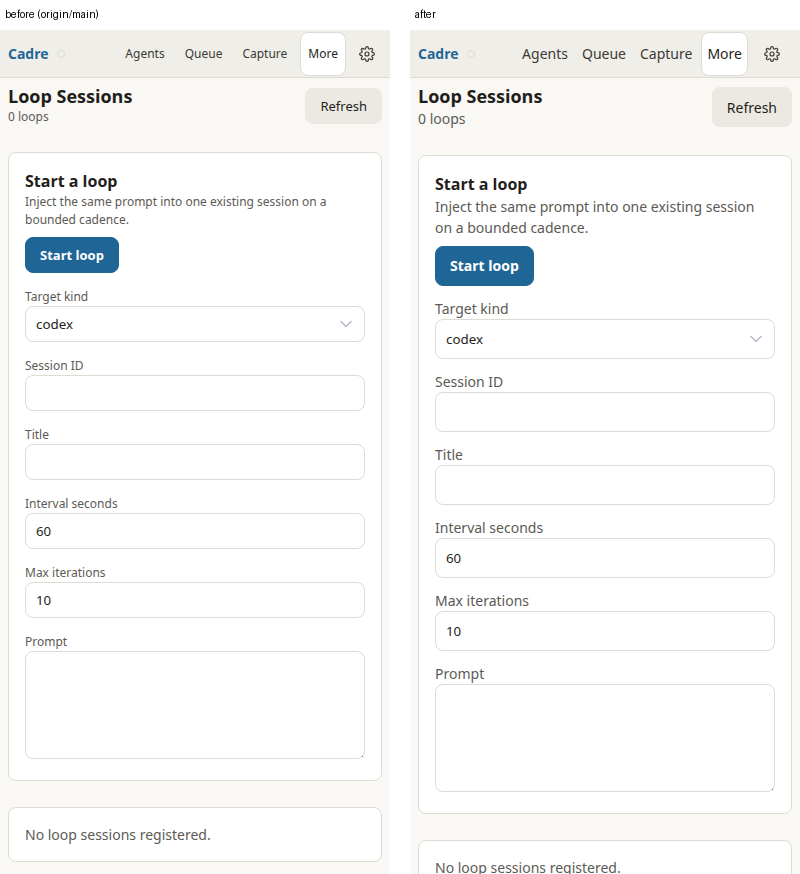 before (origin/main)
Cadre
Agents
Queue
Capture
More
Loop Sessions
0 loops
Refresh
Start a loop
Inject the same prompt into one existing session on a
bounded cadence.
Start loop
Target kind
codex
Session ID
Title
Interval seconds
60
Max iterations
10
Prompt
No loop sessions registered.
after
Cadre
Agents
Queue
Capture
More
Loop Sessions
0 loops
Refresh
Start a loop
Inject the same prompt into one existing session
on a bounded cadence.
Start loop
Target kind
codex
Session ID
Title
Interval seconds
60
Max iterations
10
Prompt
No loop sessions registered.